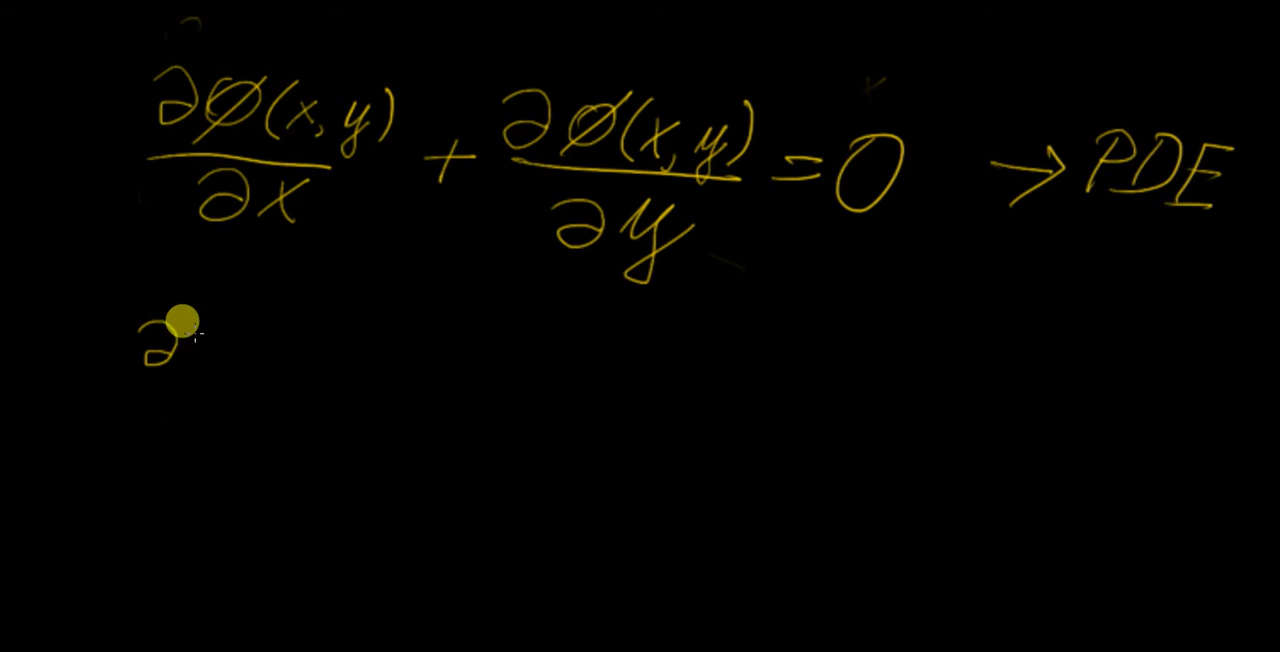 ∂φ(x,y)/∂x + ∂φ(x,y)/∂y = 0 → PDE
∂